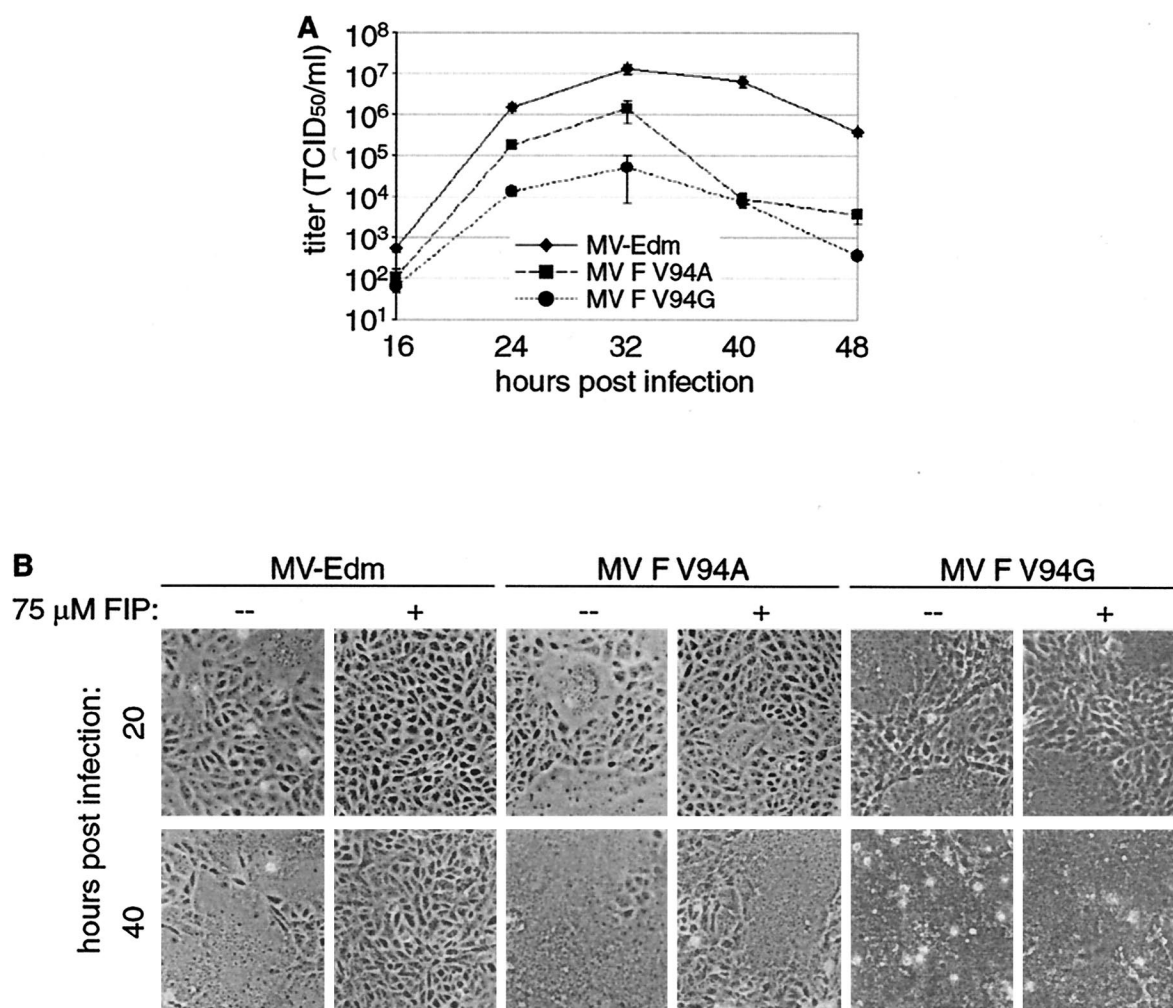 A
10⁸
10⁷
10⁶
10⁵
10⁴
10³
10²
10¹
titer (TCID₅₀/ml)
MV-Edm
MV F V94A
MV F V94G
16 24 32 40 48
hours post infection
B
MV-Edm MV F V94A MV F V94G
75 µM FIP: -- + -- + -- +
hours post infection:
20
40